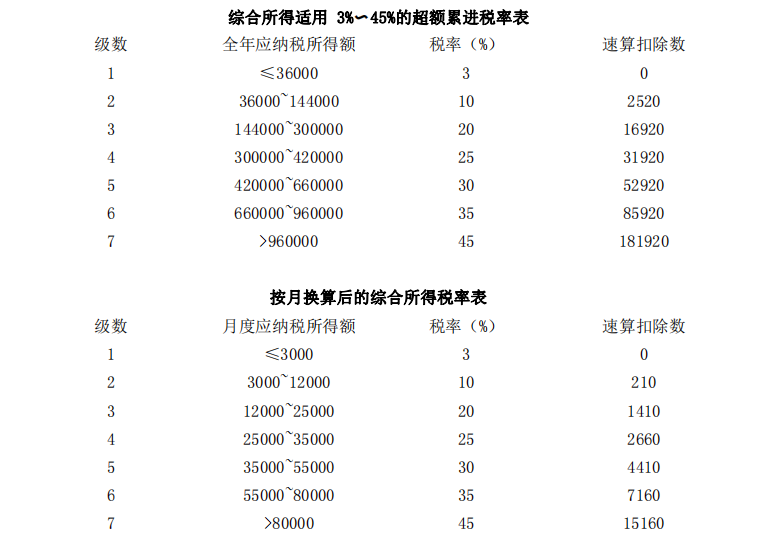 综合所得适用 3%～45%的超额累进税率表
级数 全年应纳税所得额 税率（%） 速算扣除数
1 ≤36000 3 0
2 36000~144000 10 2520
3 144000~300000 20 16920
4 300000~420000 25 31920
5 420000~660000 30 52920
6 660000~960000 35 85920
7 >960000 45 181920
按月换算后的综合所得税率表
级数 月度应纳税所得额 税率（%） 速算扣除数
1 ≤3000 3 0
2 3000~12000 10 210
3 12000~25000 20 1410
4 25000~35000 25 2660
5 35000~55000 30 4410
6 55000~80000 35 7160
7 >80000 45 15160